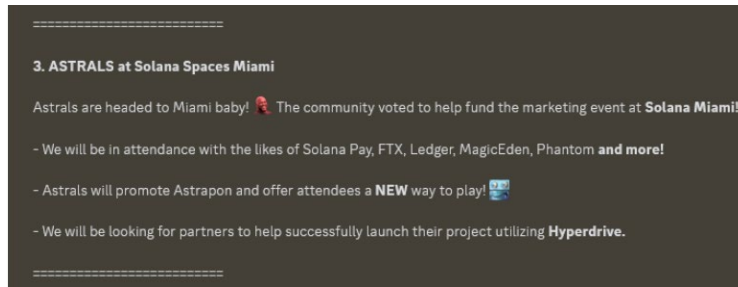 ==========================
3. ASTRALS at Solana Spaces Miami
Astrals are headed to Miami baby! The community voted to help fund the marketing event at Solana Miami!
- We will be in attendance with the likes of Solana Pay, FTX, Ledger, MagicEden, Phantom and more!
- Astrals will promote Astrapon and offer attendees a NEW way to play!
- We will be looking for partners to help successfully launch their project utilizing Hyperdrive.
==========================